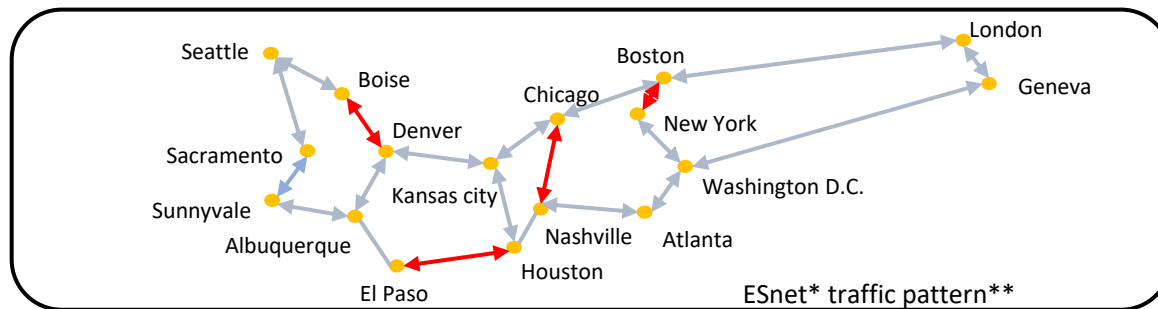 London
Boston
Seattle
Boise
Geneva
Chicago
New York
Denver
Sacramento
Washington D.C.
Kansas city
Sunnyvale
Nashville
Atlanta
Albuquerque
Houston
El Paso
ESnet* traffic pattern**